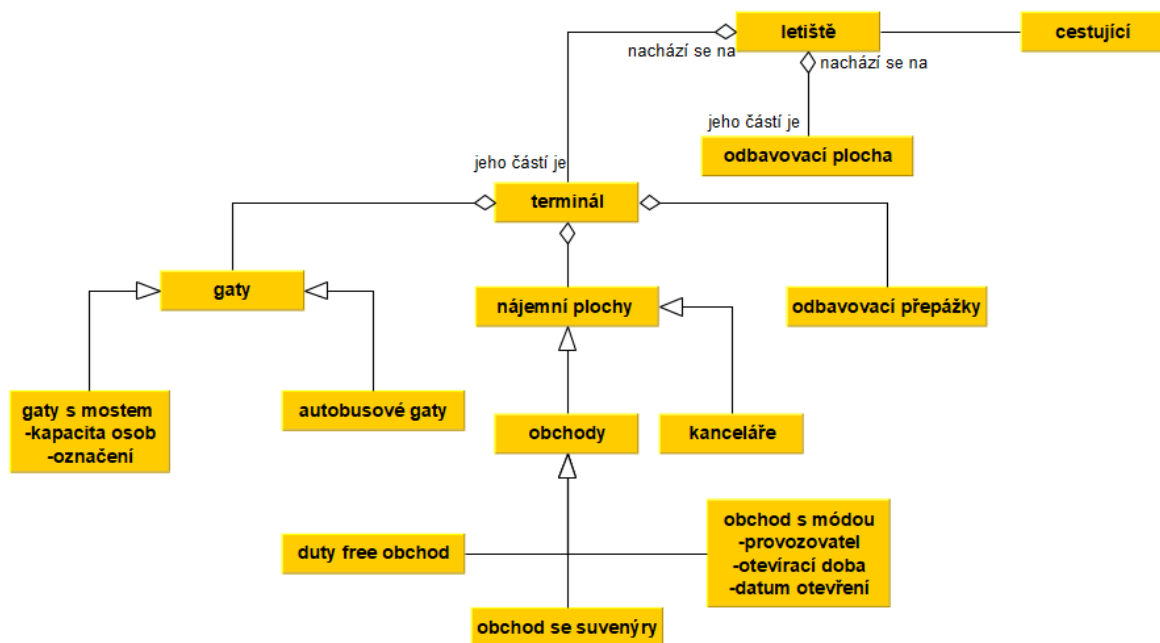 letiště
cestující
nachází se na
nachází se na
jeho částí je
odbavovací plocha
jeho částí je
terminál
gaty
nájemní plochy
odbavovací přepážky
gaty s mostem
-kapacita osob
-označení
autobusové gaty
obchody
kanceláře
duty free obchod
obchod s módou
-provozovatel
-otevírací doba
-datum otevření
obchod se suvenýry